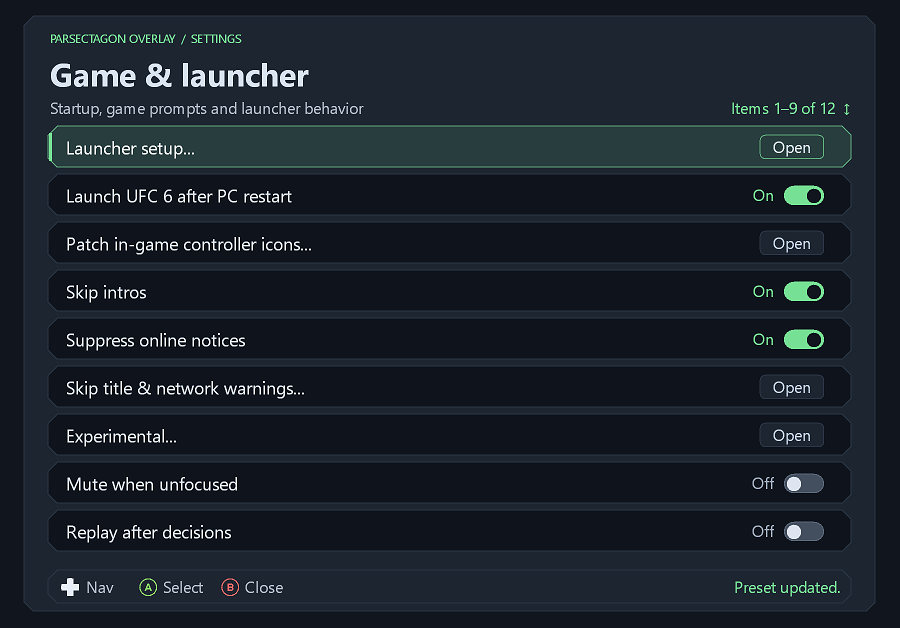 PARSECTAGON OVERLAY / SETTINGS
Game & launcher
Startup, game prompts and launcher behavior
Items 1–9 of 12 ↕
Launcher setup... Open
Launch UFC 6 after PC restart On
Patch in-game controller icons... Open
Skip intros On
Suppress online notices On
Skip title & network warnings... Open
Experimental... Open
Mute when unfocused Off
Replay after decisions Off
Nav A Select B Close Preset updated.